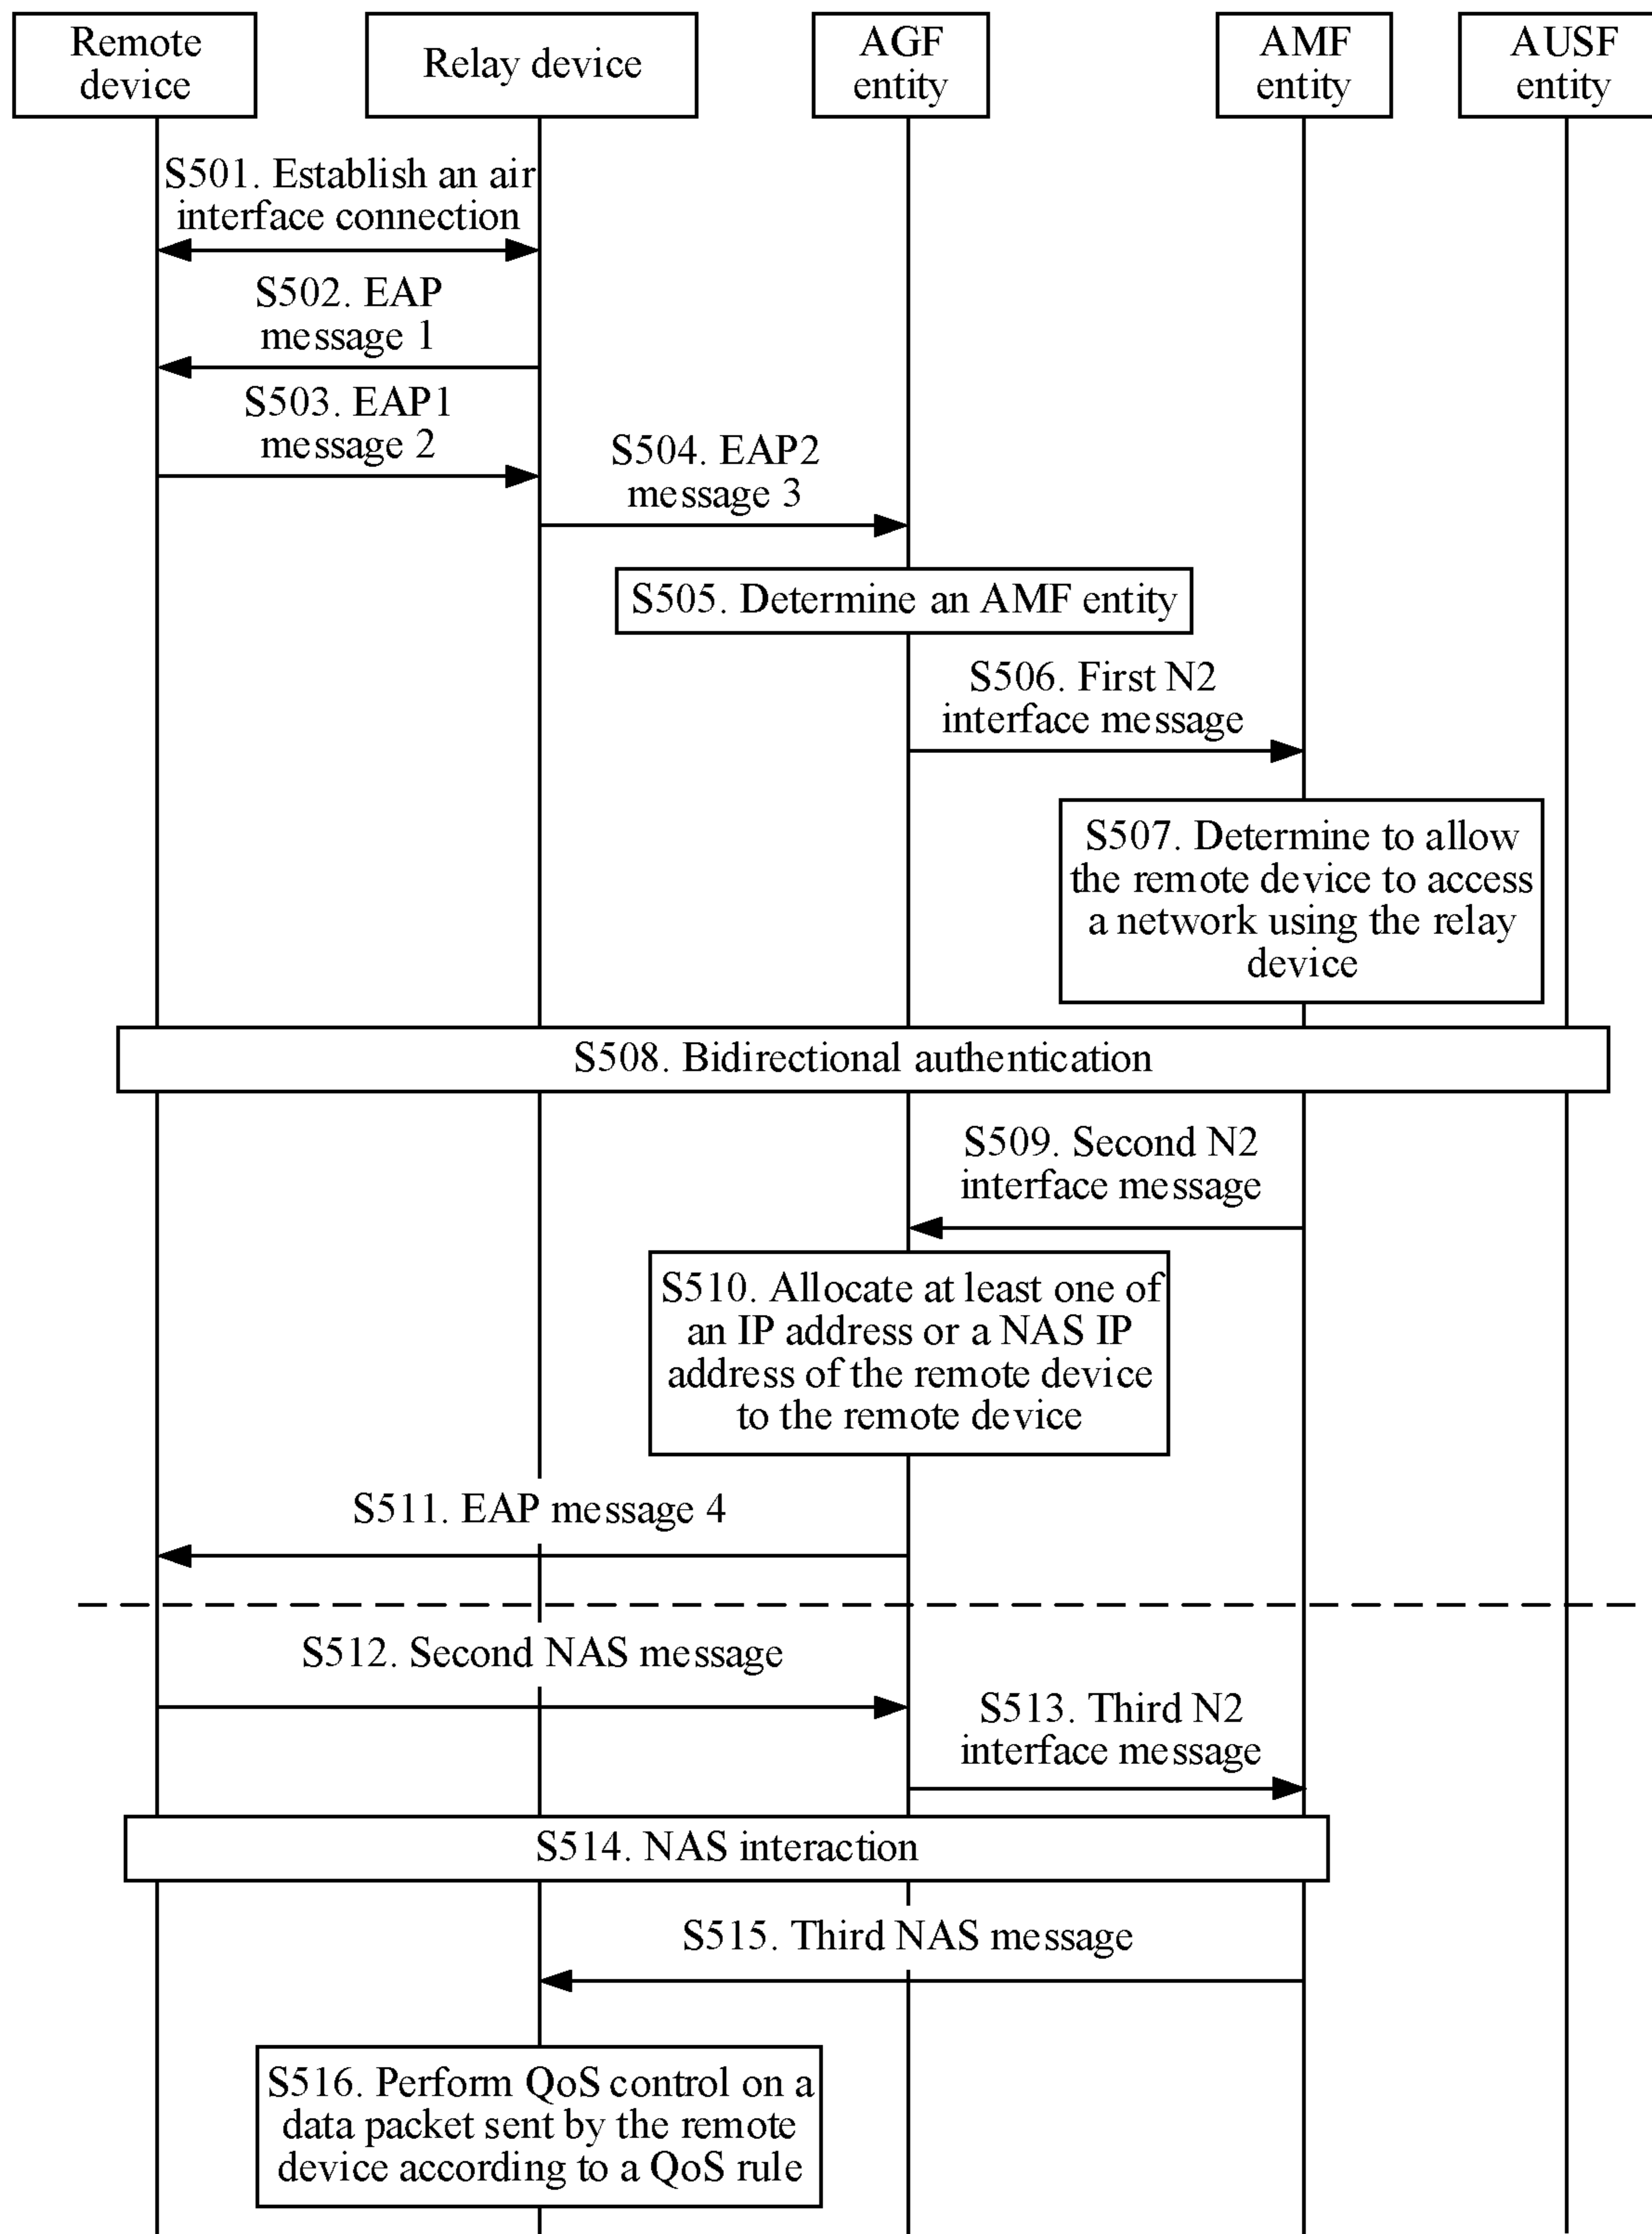 Remote
device
Relay device
AGF
entity
AMF
entity
AUSF
entity
S501. Establish an air
interface connection
S502. EAP
message 1
S503. EAP1
message 2
S504. EAP2
message 3
S505. Determine an AMF entity
S506. First N2
interface message
S507. Determine to allow
the remote device to access
a network using the relay
device
S508. Bidirectional authentication
S509. Second N2
interface message
S510. Allocate at least one of
an IP address or a NAS IP
address of the remote device
to the remote device
S511. EAP message 4
S512. Second NAS message
S513. Third N2
interface message
S514. NAS interaction
S515. Third NAS message
S516. Perform QoS control on a
data packet sent by the remote
device according to a QoS rule